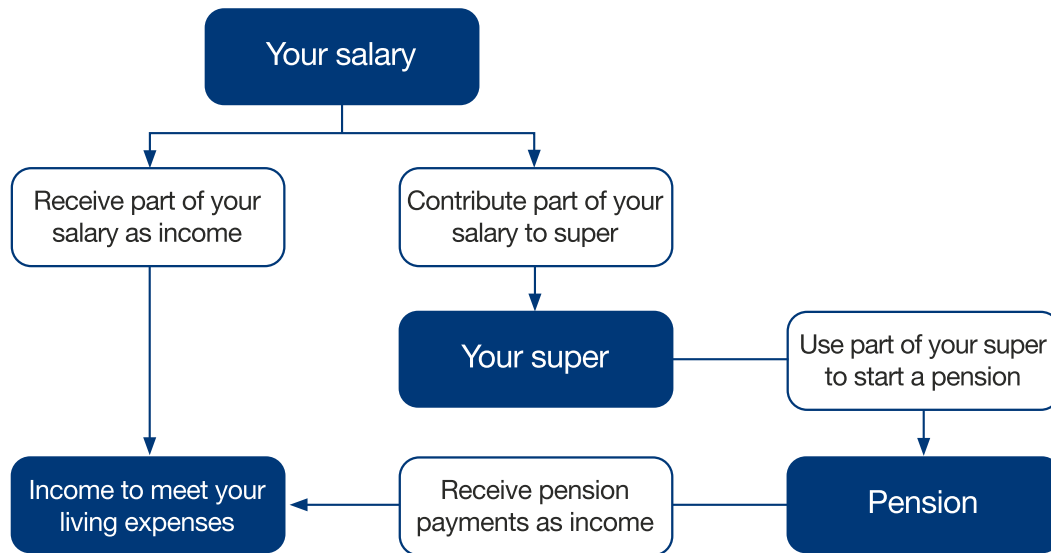 Your salary
Receive part of your
salary as income
Contribute part of your
salary to super
Your super
Use part of your super
to start a pension
Income to meet your
living expenses
Receive pension
payments as income
Pension